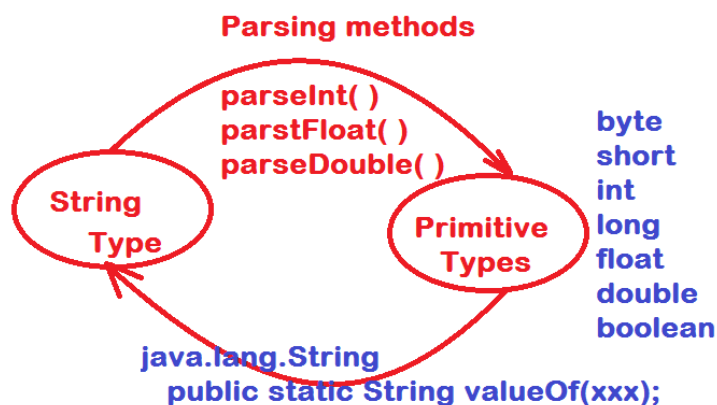 Parsing methods
parseInt( )
parstFloat( )
parseDouble( )
String
Type
Primitive
Types
byte
short
int
long
float
double
boolean
java.lang.String
public static String valueOf(xxx);